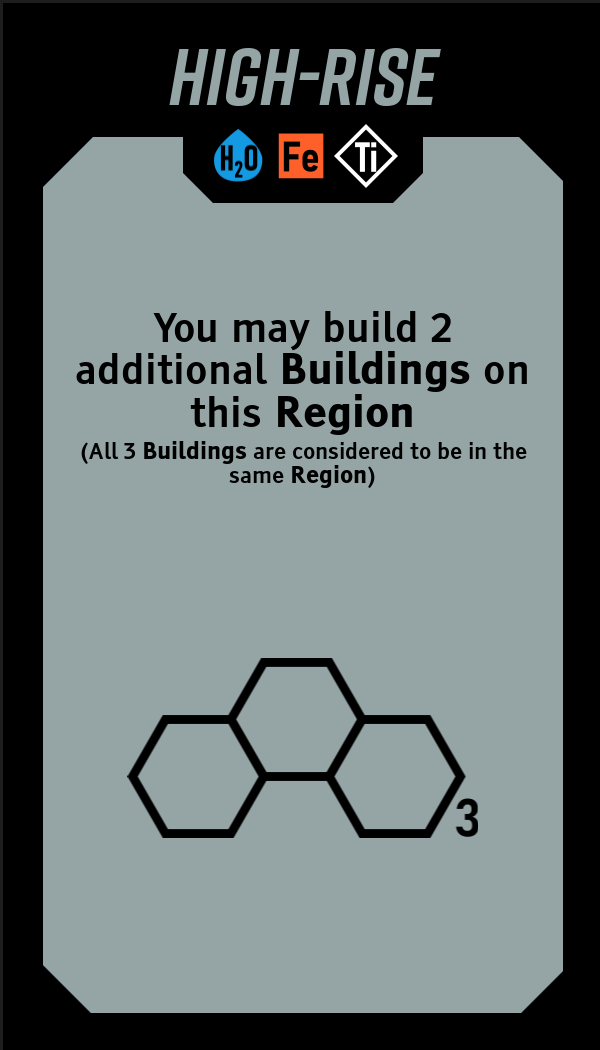 HIGH-RISE
H2O Fe Ti
You may build 2
additional Buildings on
this Region
(All 3 Buildings are considered to be in the
same Region)
3